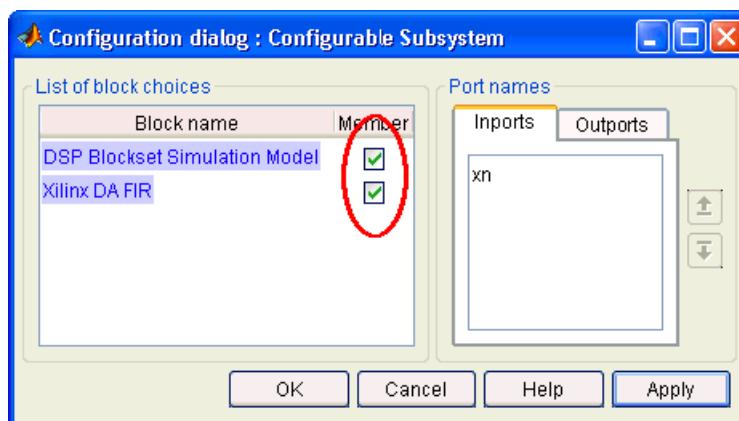 Configuration dialog : Configurable Subsystem
List of block choices
Port names
Block name Member
Inports Outports
DSP Blockset Simulation Model
Xilinx DA FIR
xn
OK Cancel Help Apply